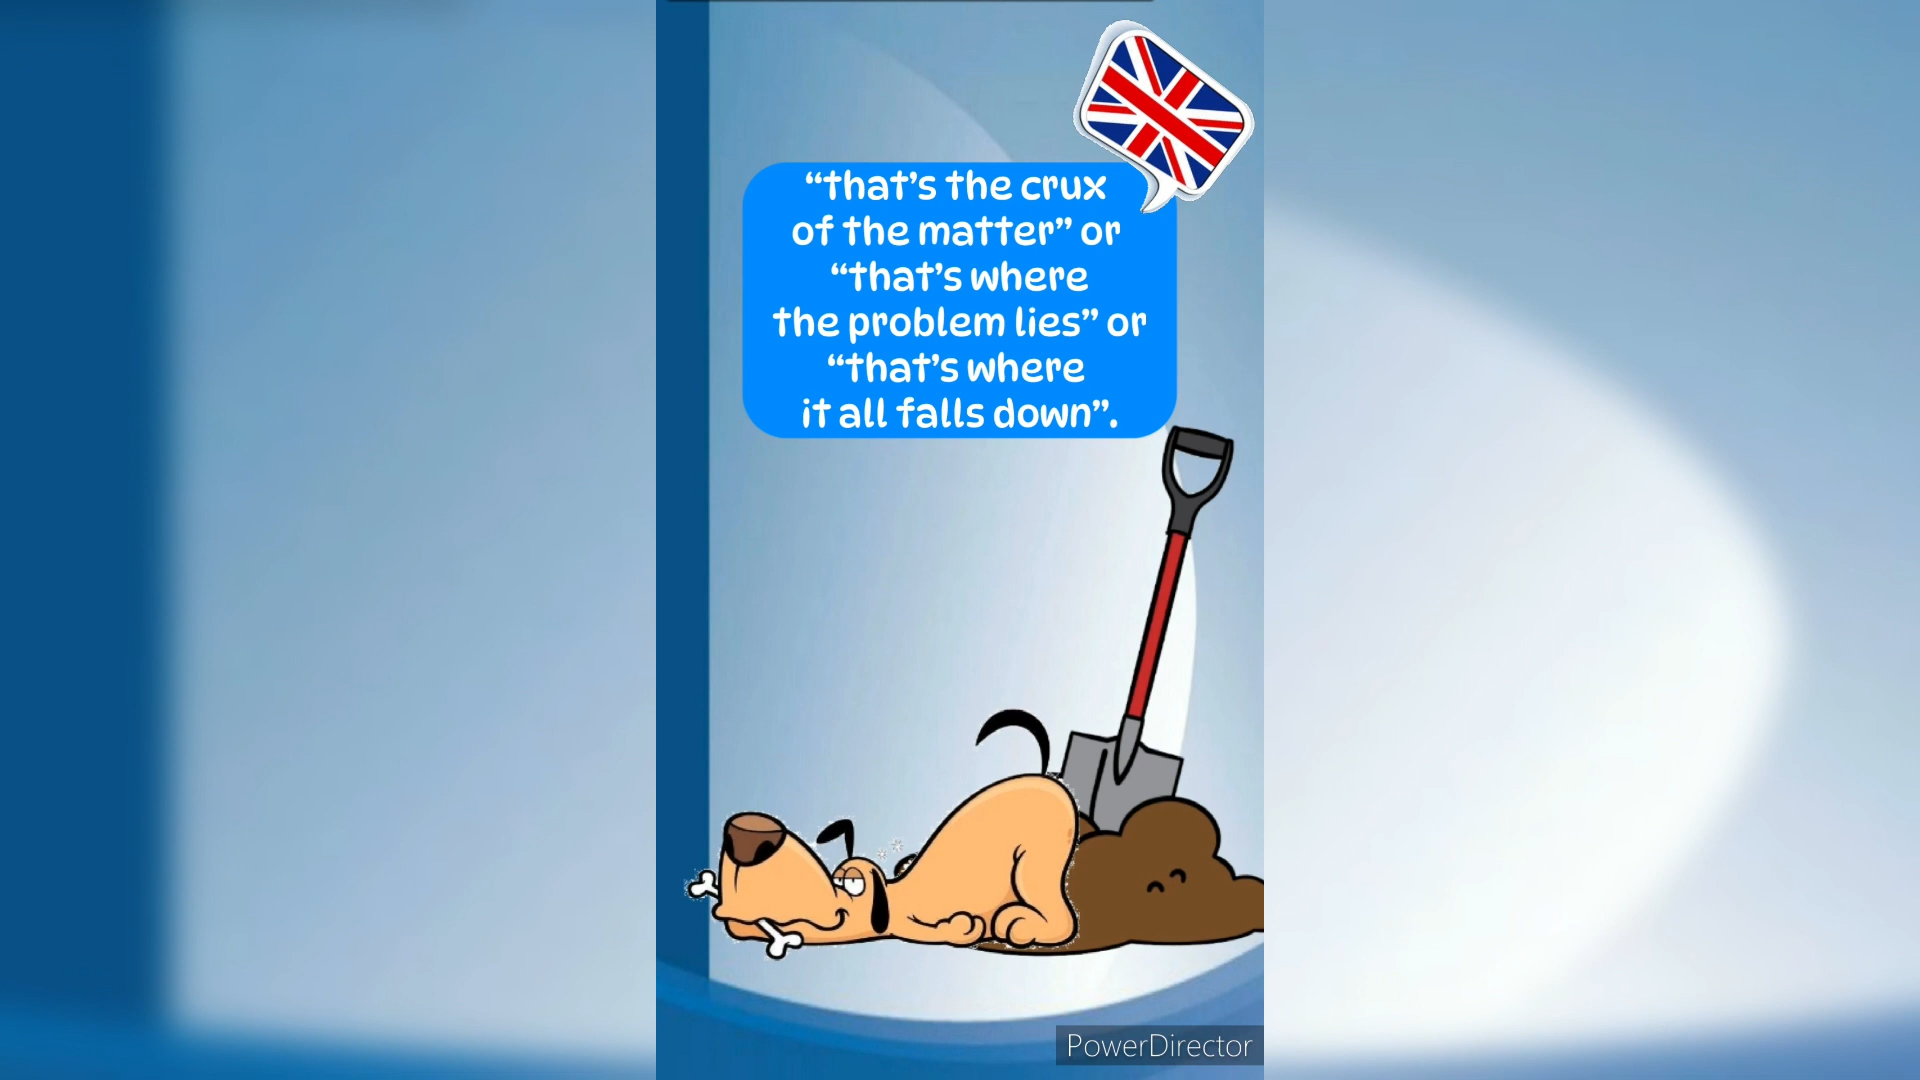 “that’s the crux
of the matter” or
“that’s where
the problem lies” or
“that’s where
it all falls down”.
PowerDirector